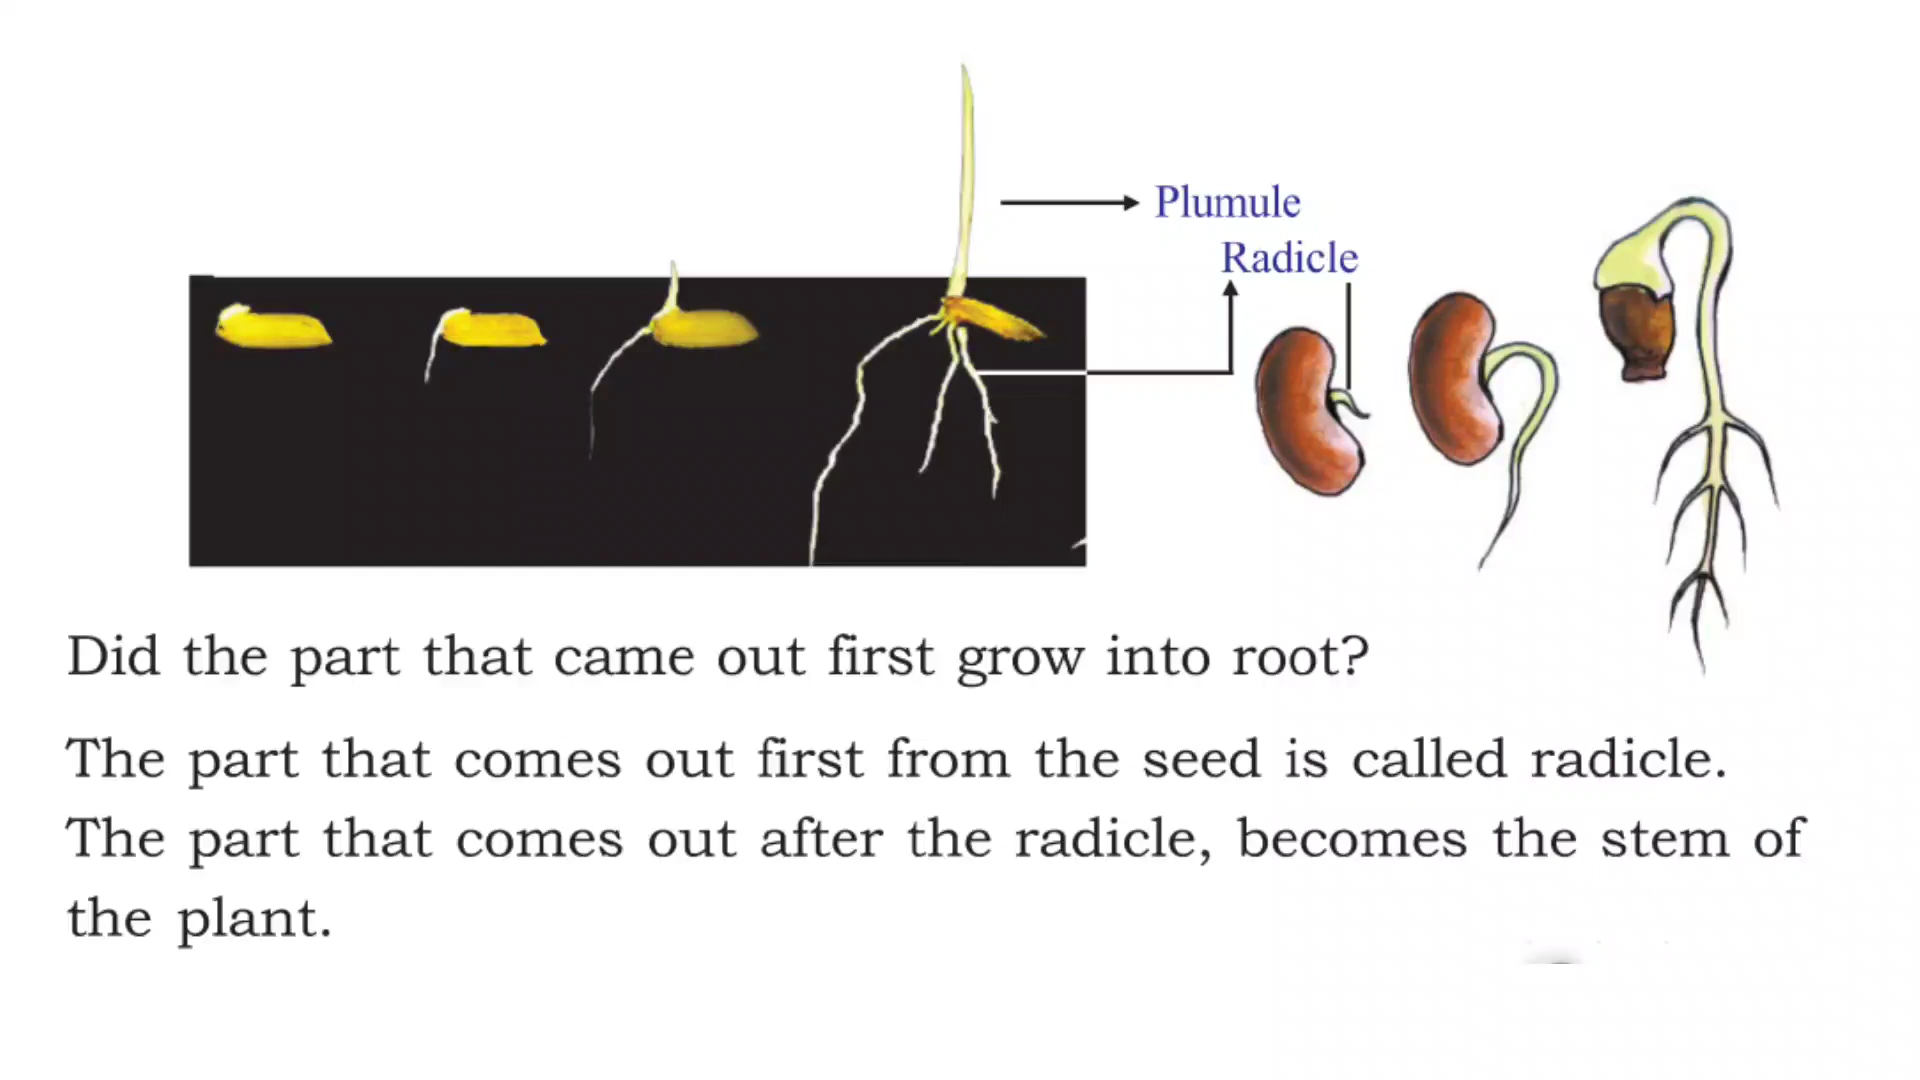 Plumule
Radicle
Did the part that came out first grow into root?
The part that comes out first from the seed is called radicle.
The part that comes out after the radicle, becomes the stem of
the plant.